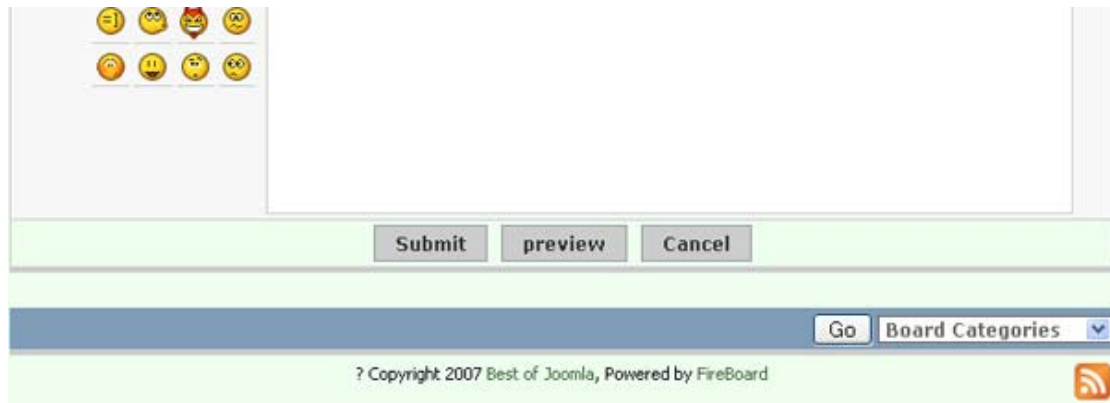 Submit preview Cancel
Go Board Categories
? Copyright 2007 Best of Joomla, Powered by FireBoard